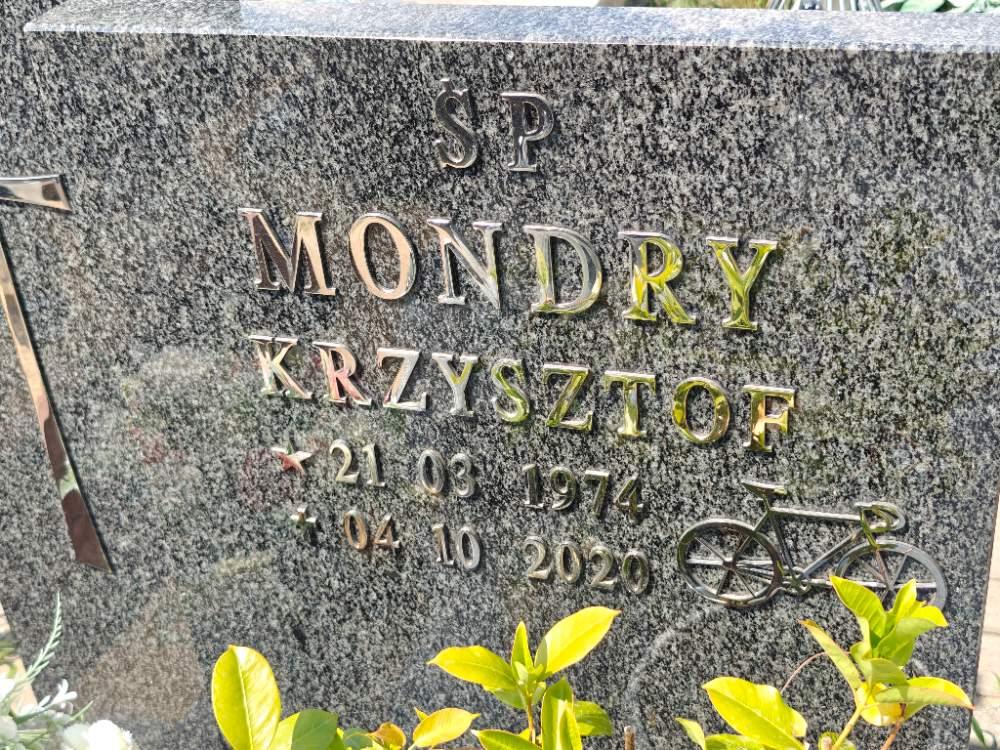 ŚP
MONDRY
KRZYSZTOF
21 03 1974
04 10 2020